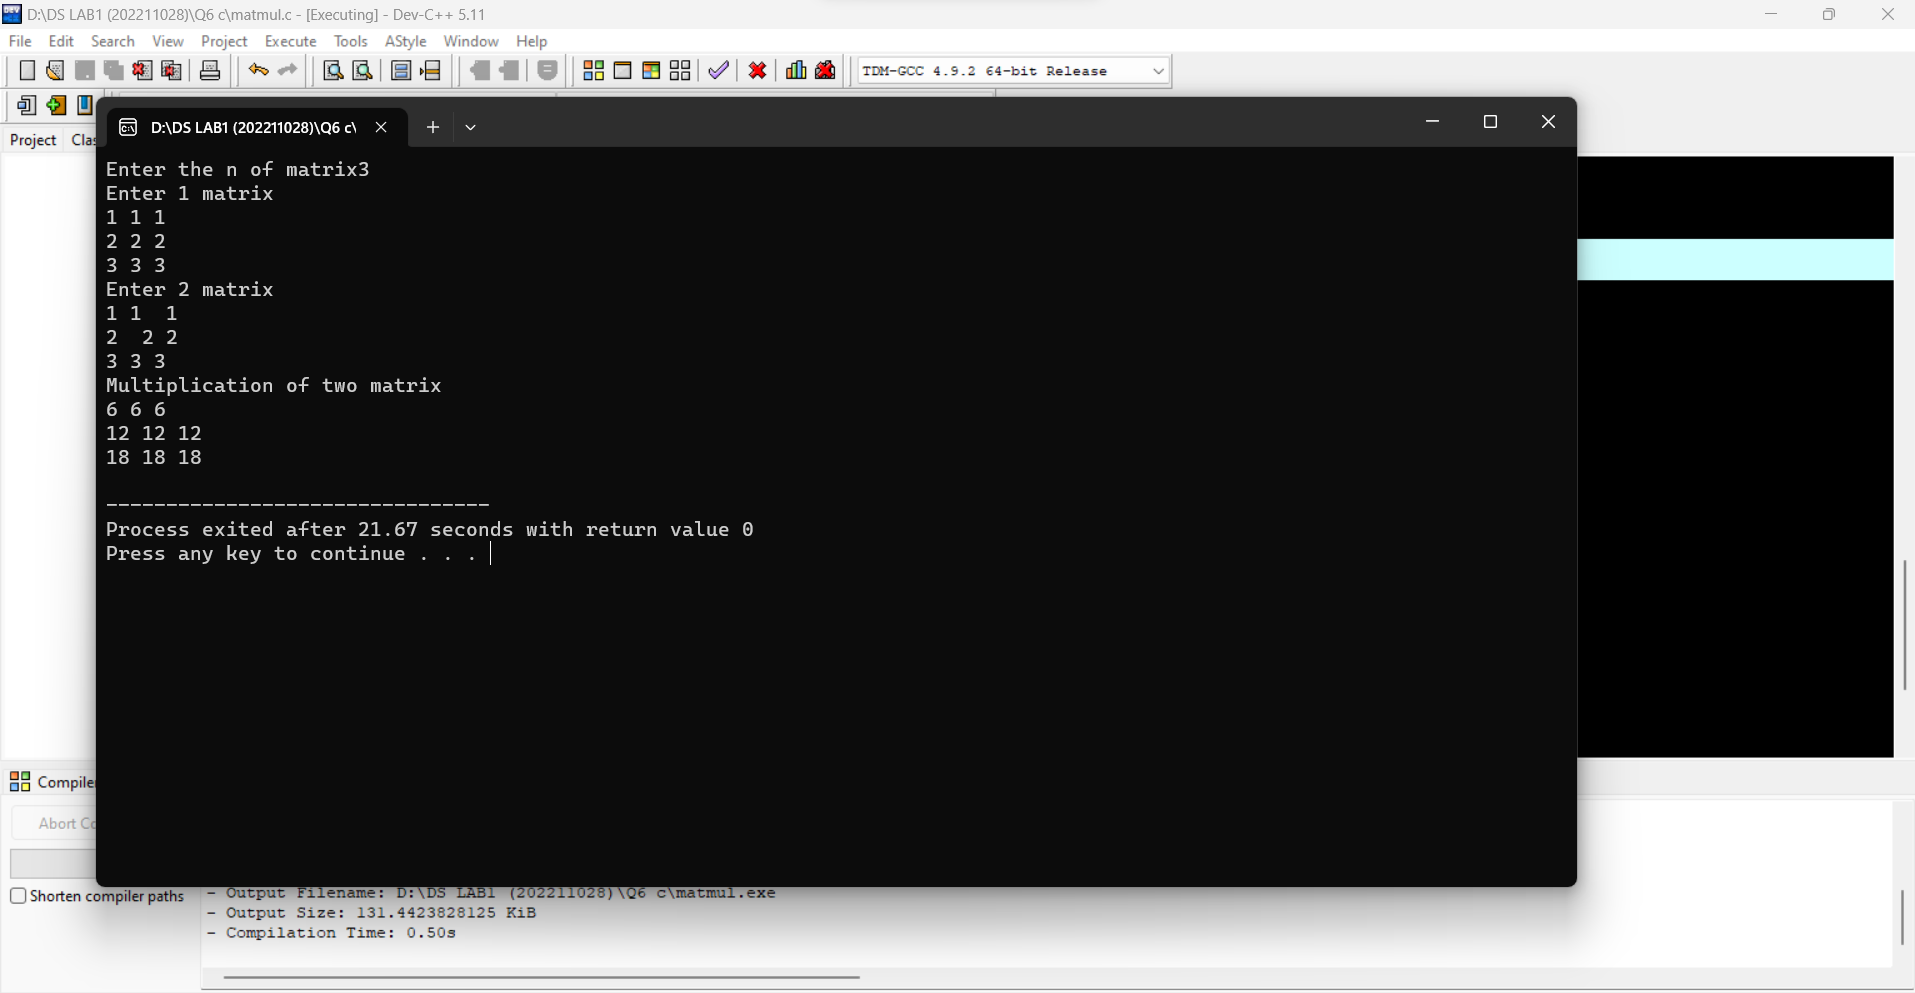 D:\DS LAB1 (202211028)\Q6 c\matmul.c - [Executing] - Dev-C++ 5.11
File Edit Search View Project Execute Tools AStyle Window Help
TDM-GCC 4.9.2 64-bit Release
D:\DS LAB1 (202211028)\Q6 c\
Project
Enter the n of matrix3
Enter 1 matrix
1 1 1
2 2 2
3 3 3
Enter 2 matrix
1 1  1
2  2 2
3 3 3
Multiplication of two matrix
6 6 6
12 12 12
18 18 18
--------------------------------
Process exited after 21.67 seconds with return value 0
Press any key to continue . . .
Compiler
Abort
Shorten compiler paths
- Output Filename: D:\DS LAB1 (202211028)\Q6 c\matmul.exe
- Output Size: 131.4423828125 KiB
- Compilation Time: 0.50s